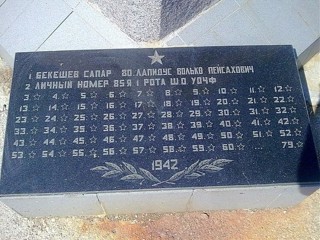 1. БЕКЕШЕВ САПАР 80. ЛАПИДУС ВОЛЬКО ПЕЙСАХОВИЧ
2. ЛИЧНЫЙ НОМЕР 85Я 1 РОТА Ш.О УОЧФ
3. ☆ 4. ☆ 5. ☆ 6. ☆ 7. ☆ 8. ☆ 9. ☆ 10. ☆ 11. ☆ 12. ☆
13. ☆ 14. ☆ 15. ☆ 16. ☆ 17. ☆ 18. ☆ 19. ☆ 20. ☆ 21. ☆ 22. ☆
23. ☆ 24. ☆ 25. ☆ 26. ☆ 27. ☆ 28. ☆ 29. ☆ 30. ☆ 31. ☆ 32. ☆
33. ☆ 34. ☆ 35. ☆ 36. ☆ 37. ☆ 38. ☆ 39. ☆ 40. ☆ 41. ☆ 42. ☆
43. ☆ 44. ☆ 45. ☆ 46. ☆ 47. ☆ 48. ☆ 49. ☆ 50. ☆ 51. ☆ 52. ☆
53. ☆ 54. ☆ 55. ☆ 56. ☆ 57. ☆ 58. ☆ 59. ☆ 60. ☆ ... 79. ☆
1942